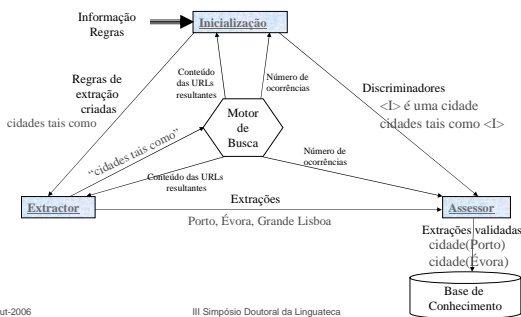 Informação
Regras
Inicialização
Regras de
extração
criadas
cidades tais como
Conteúdo
das URLs
resultantes
Número de
ocorrências
Discriminadores
<I> é uma cidade
cidades tais como <I>
Motor
de
Busca
“cidades tais como”
Conteúdo das URLs
resultantes
Número de
ocorrências
Extractor
Extrações
Porto, Évora, Grande Lisboa
Assessor
Extrações validadas
cidade(Porto)
cidade(Évora)
Base de
Conhecimento
ut-2006
III Simpósio Doutoral da Linguateca